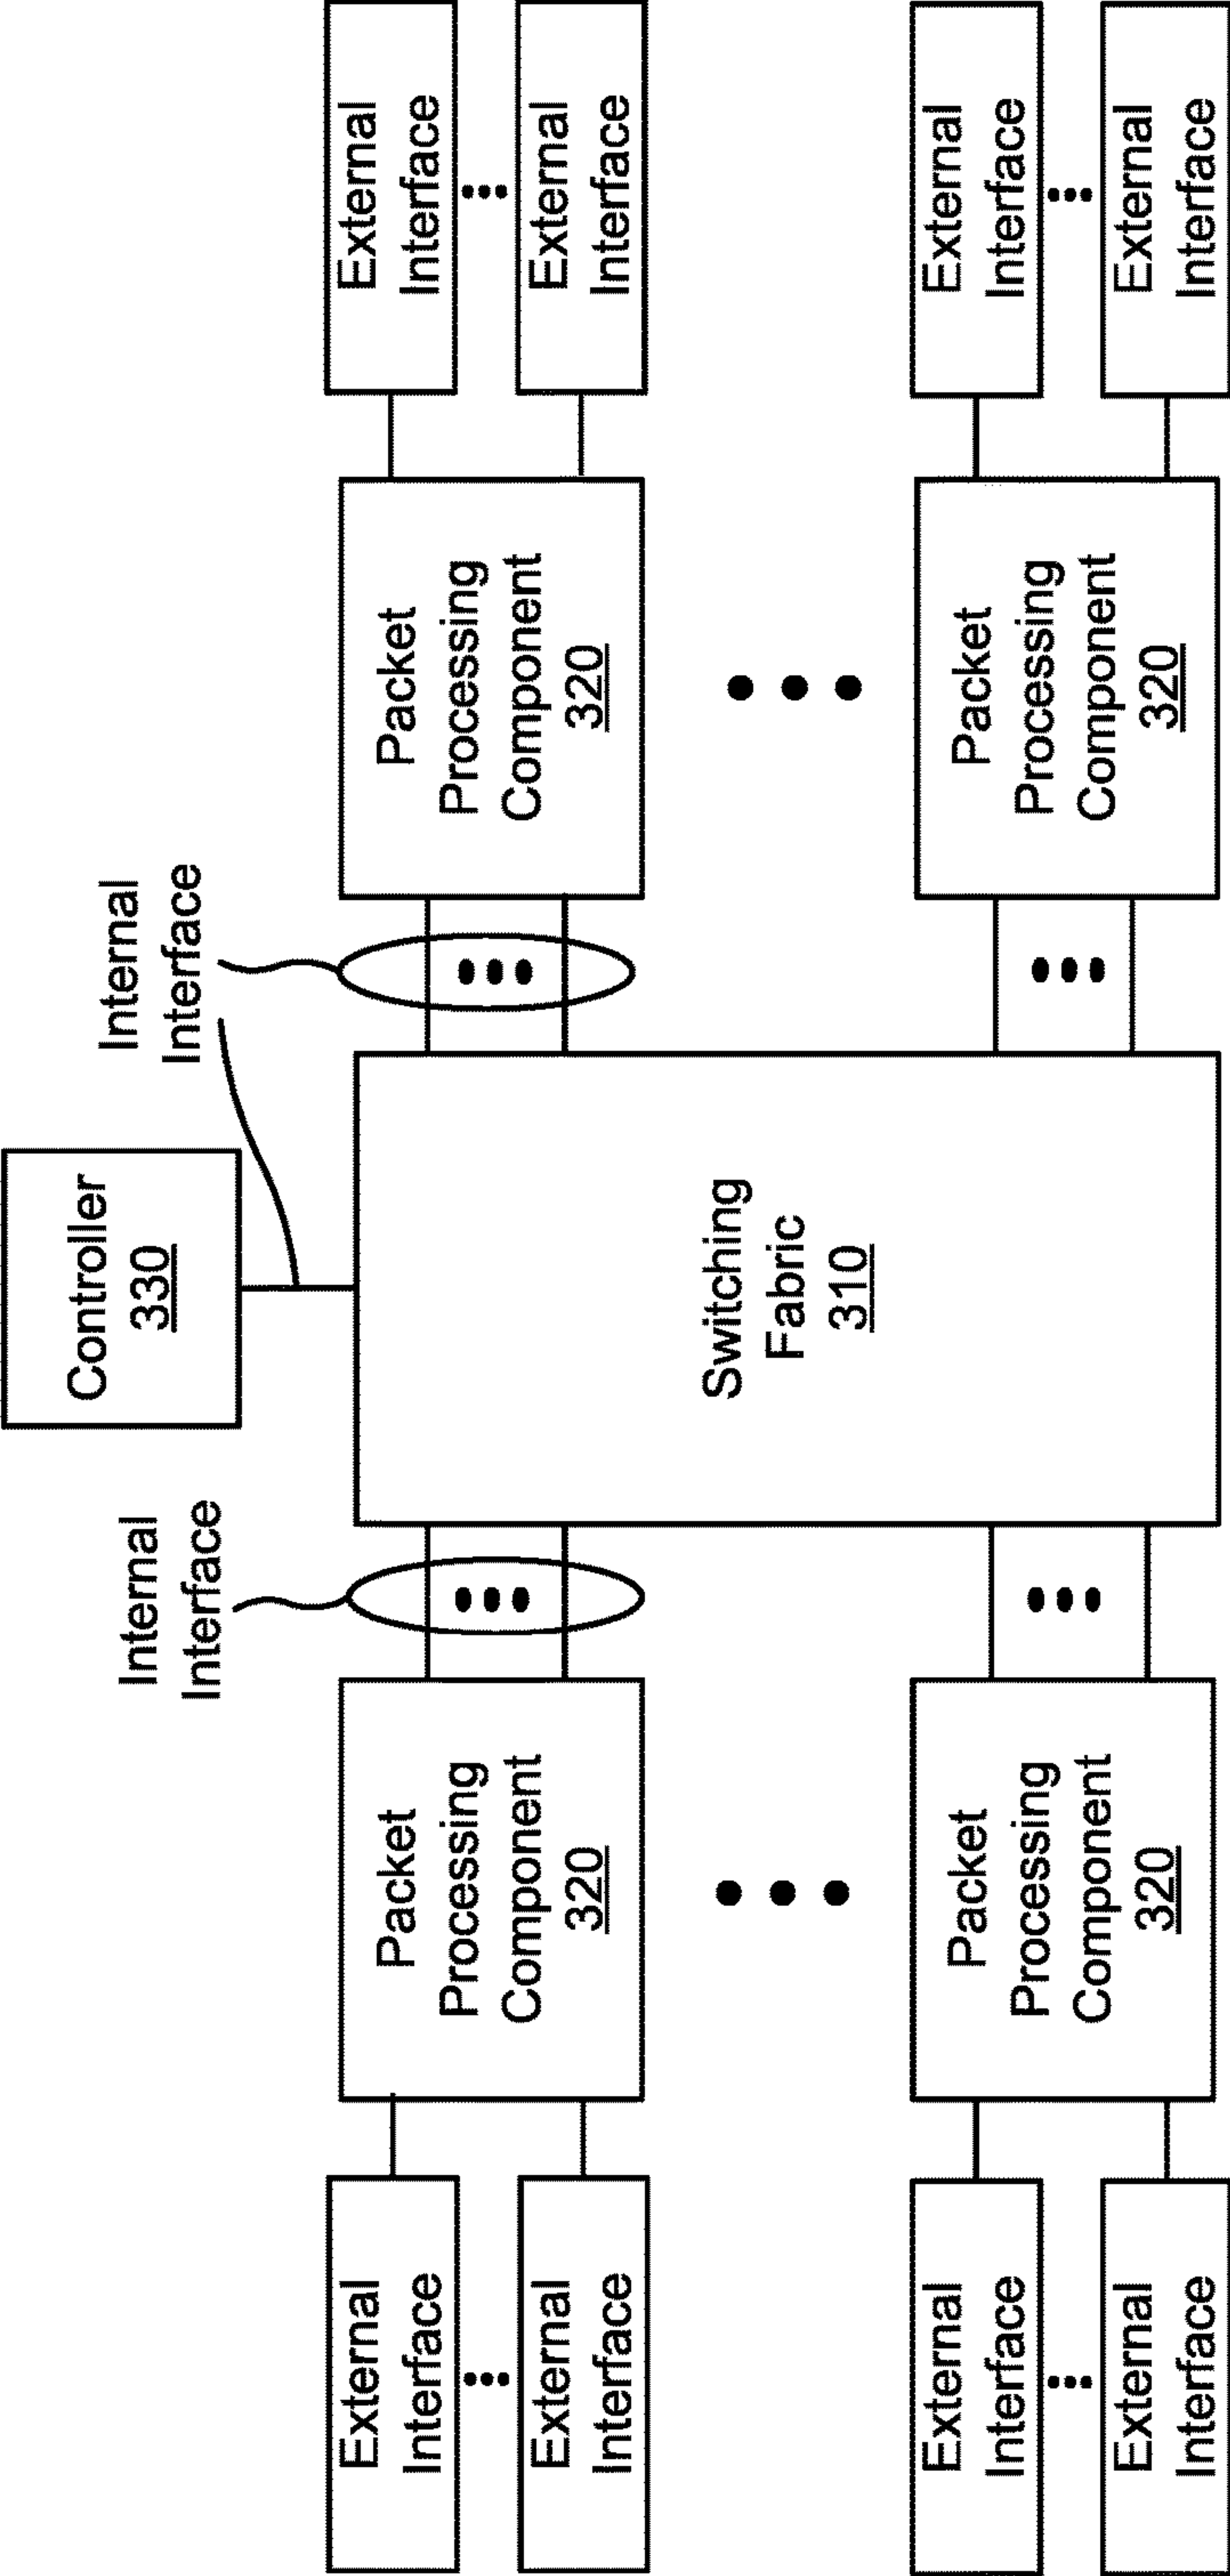 Controller
330
Internal
Interface
Internal
Interface
External
Interface
External
Interface
Packet
Processing
Component
320
Packet
Processing
Component
320
External
Interface
External
Interface
Switching
Fabric
310
External
Interface
External
Interface
Packet
Processing
Component
320
Packet
Processing
Component
320
External
Interface
External
Interface